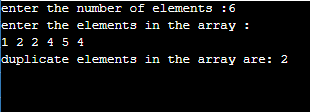 enter the number of elements :6
enter the elements in the array :
1 2 2 4 5 4
duplicate elements in the array are: 2